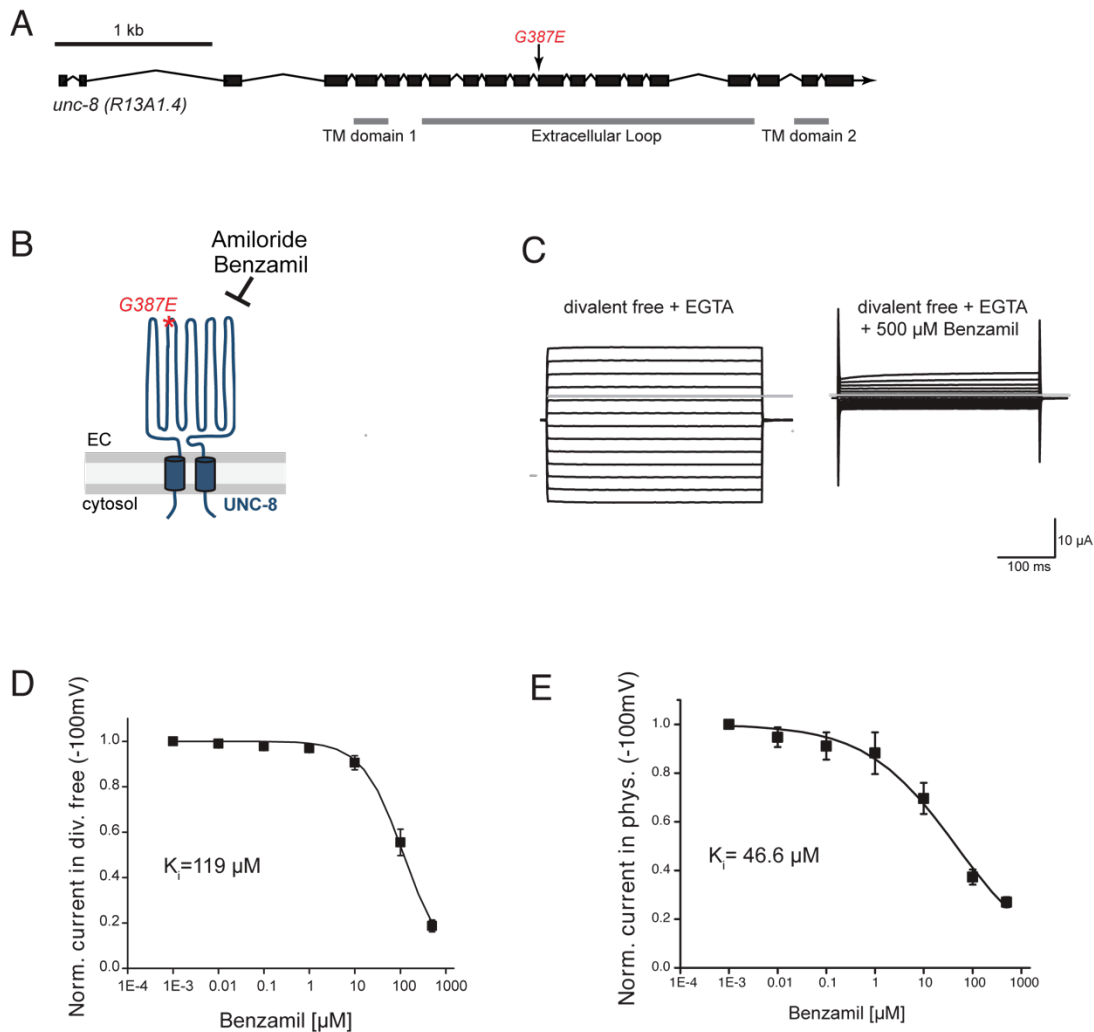 A
1 kb
G387E
unc-8 (R13A1.4)
TM domain 1
Extracellular Loop
TM domain 2
B
Amiloride
Benzamil
G387E
*
EC
cytosol
UNC-8
C
divalent free + EGTA
divalent free + EGTA
+ 500 µM Benzamil
10 µA
100 ms
D
Norm. current in div. free (-100mV)
1.0
0.8
0.6
0.4
0.2
0.0
Ki=119 µM
1E-4 1E-3 0.01 0.1 1 10 100 1000
Benzamil [µM]
E
Norm. current in phys. (-100mV)
1.0
0.8
0.6
0.4
0.2
0.0
Ki= 46.6 µM
1E-4 1E-3 0.01 0.1 1 10 100 1000
Benzamil [µM]